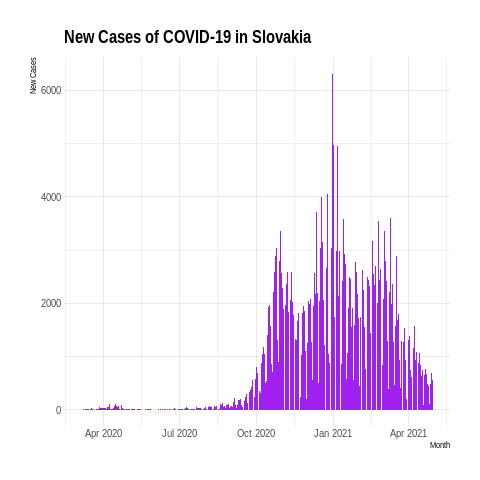 New Cases of COVID-19 in Slovakia
New Cases
6000
4000
2000
0
Apr 2020 Jul 2020 Oct 2020 Jan 2021 Apr 2021
Month